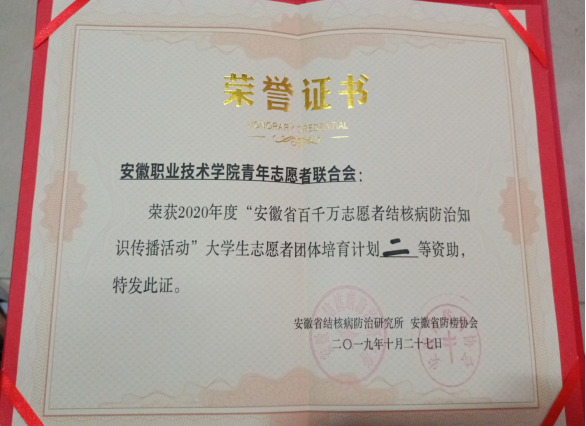 荣誉证书
HONORARY CREDENTIAL
安徽职业技术学院青年志愿者联合会：
荣获2020年度“安徽省百千万志愿者结核病防治知
识传播活动”大学生志愿者团体培育计划二等资助，
特发此证。
安徽省结核病防治研究所 安徽省防痨协会
二〇一九年十月二十七日